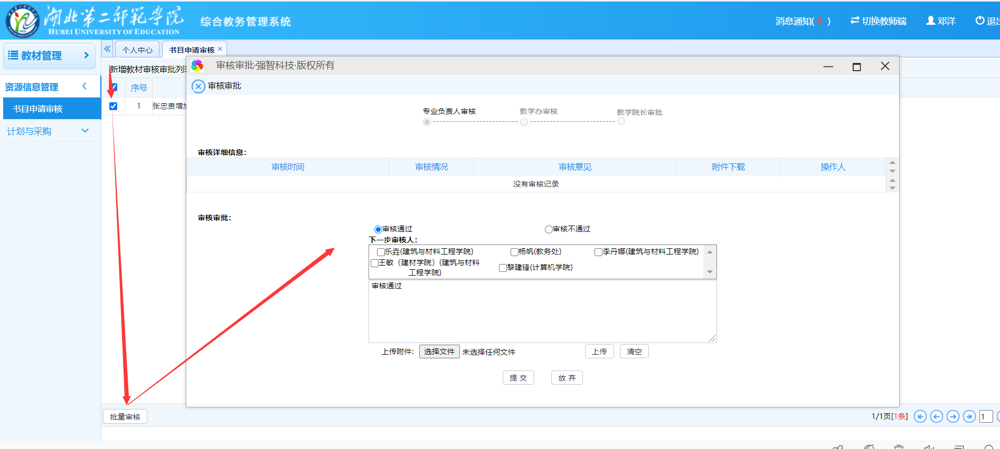 湖北第二师范学院
HUBEI UNIVERSITY OF EDUCATION
综合教务管理系统
消息通知( 0 )
切换教师端
邓洋
退出
教材管理
个人中心
书目申请审核
新增教材审核审批列表
审核审批·强智科技·版权所有
资源信息管理
序号
审核审批
书目申请审核
1
张忠贵增加
计划与采购
专业负责人审核
教学办审核
教学院长审批
审核详细信息：
审核时间
审核情况
审核意见
附件下载
操作人
没有审核记录
审核审批：
审核通过
审核不通过
下一步审核人：
乐垚(建筑与材料工程学院)
杨帆(教务处)
李丹娜(建筑与材料工程学院)
王敏（建材学院）(建筑与材料
工程学院)
黎建锋(计算机学院)
审核通过
上传附件:
选择文件
未选择任何文件
上传
清空
提 交
放 弃
批量审核
1/1页[1条]
1